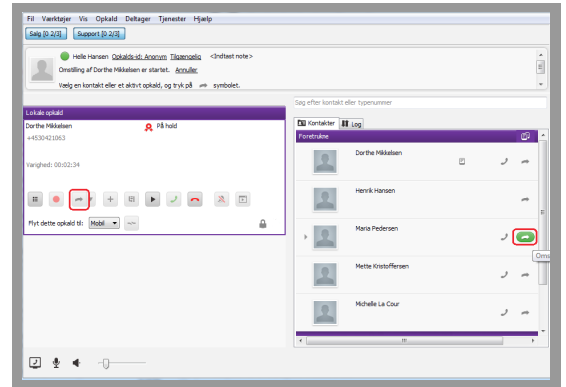 Fil Værktøjer Vis Opkald Deltager Tjenester Hjælp
Salg [0 2/3] Support [0 2/3]
Helle Hansen Opkalds-id: Anonym Tilgængelig <Indtast note>
Omstilling af Dorthe Mikkelsen er startet. Annuller
Vælg en kontakt eller et aktivt opkald, og tryk på symbolet.
Søg efter kontakt eller typenummer
Lokale opkald
Dorthe Mikkelsen På hold
+4530421063
Varighed: 00:02:34
Flyt dette opkald til: Mobil
Kontakter Log
Foretrukne
Dorthe Mikkelsen
Henrik Hansen
Maria Pedersen
Oms
Mette Kristoffersen
Michelle La Cour